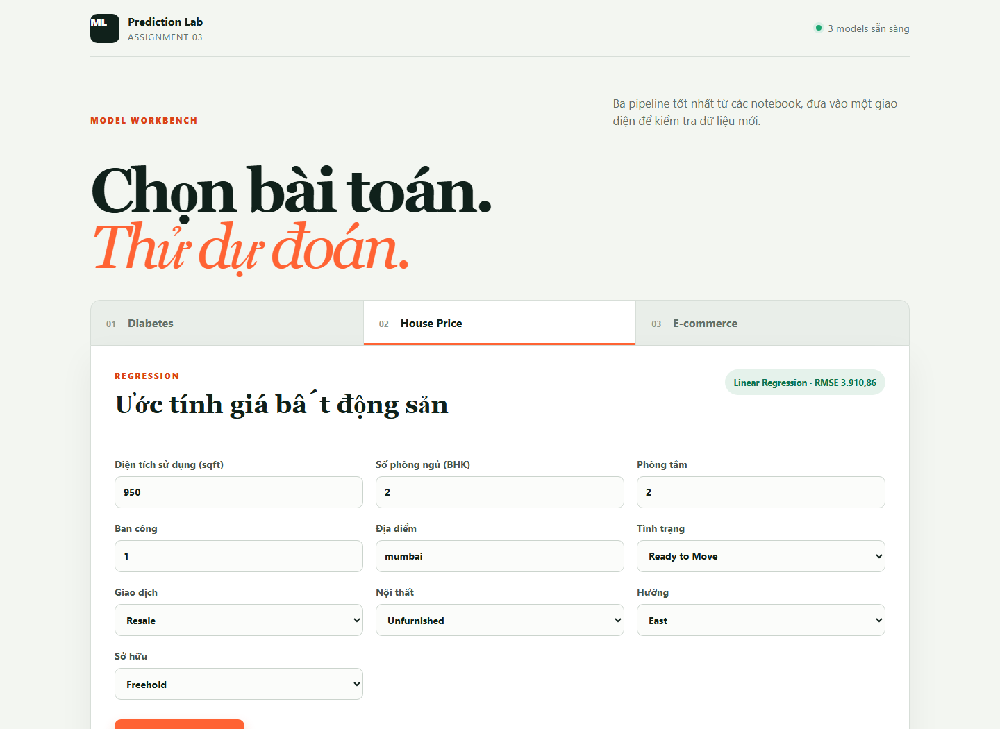 ML
Prediction Lab
ASSIGNMENT 03
3 models sẵn sàng
MODEL WORKBENCH
Ba pipeline tốt nhất từ các notebook, đưa vào một giao
diện để kiểm tra dữ liệu mới.
Chọn bài toán.
Thử dự đoán.
01 Diabetes
02 House Price
03 E-commerce
REGRESSION
Ước tính giá bất động sản
Linear Regression · RMSE 3.910,86
Diện tích sử dụng (sqft)
Số phòng ngủ (BHK)
Phòng tắm
950
2
2
Ban công
Địa điểm
Tình trạng
1
mumbai
Ready to Move
Giao dịch
Nội thất
Hướng
Resale
Unfurnished
East
Sở hữu
Freehold